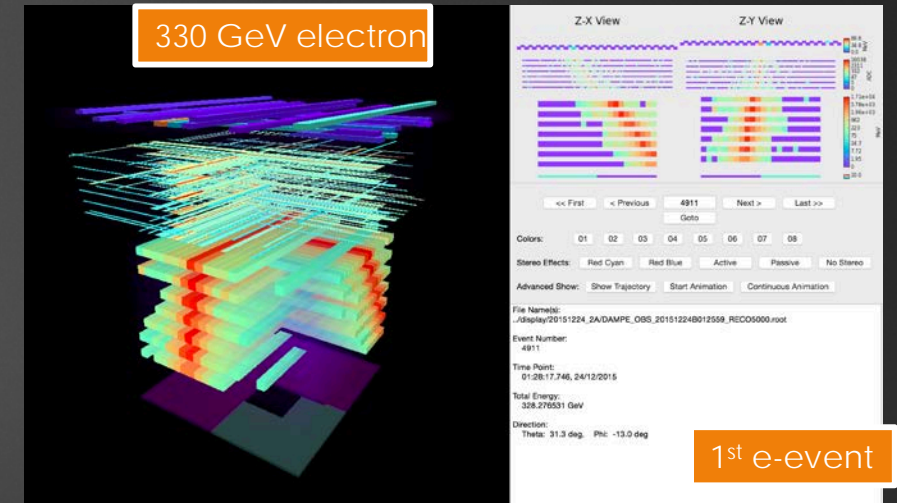 330 GeV electron
Z-X View
Z-Y View
MeV
ADC
MeV
<< First
< Previous
4911
Next >
Last >>
Goto
Colors:
01
02
03
04
05
06
07
08
Stereo Effects:
Red Cyan
Red Blue
Active
Passive
No Stereo
Advanced Show:
Show Trajectory
Start Animation
Continuous Animation
File Name(s):
../display/20151224_2A/DAMPE_OBS_20151224B012559_RECO5000.root
Event Number:
4911
Time Point:
01:28:17.746, 24/12/2015
Total Energy:
328.276531 GeV
Direction:
Theta: 31.3 deg, Phi: -13.0 deg
1st e-event